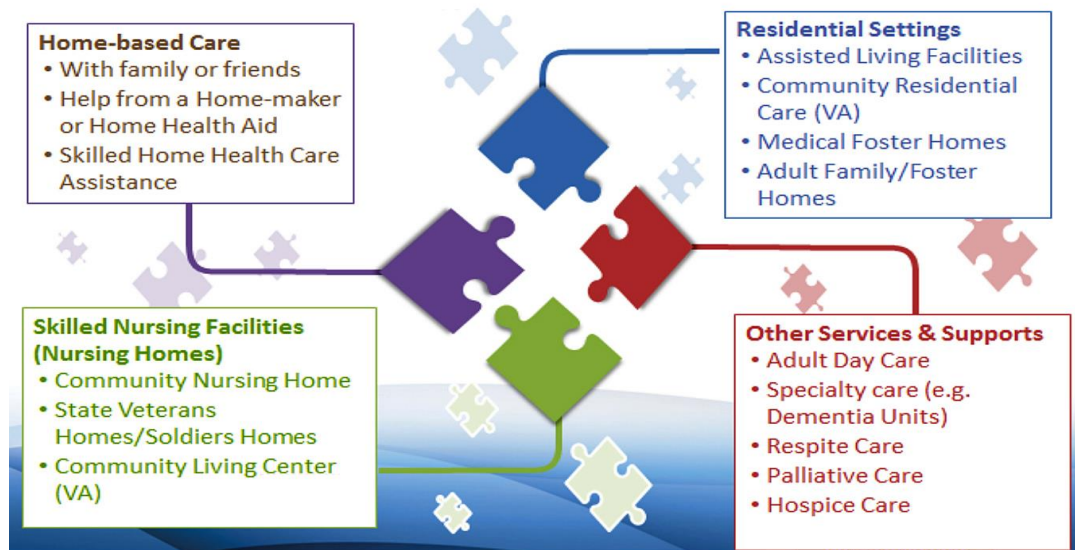 Home-based Care
• With family or friends
• Help from a Home-maker
or Home Health Aid
• Skilled Home Health Care
Assistance
Residential Settings
• Assisted Living Facilities
• Community Residential
Care (VA)
• Medical Foster Homes
• Adult Family/Foster
Homes
Skilled Nursing Facilities
(Nursing Homes)
• Community Nursing Home
• State Veterans
Homes/Soldiers Homes
• Community Living Center
(VA)
Other Services & Supports
• Adult Day Care
• Specialty care (e.g.
Dementia Units)
• Respite Care
• Palliative Care
• Hospice Care